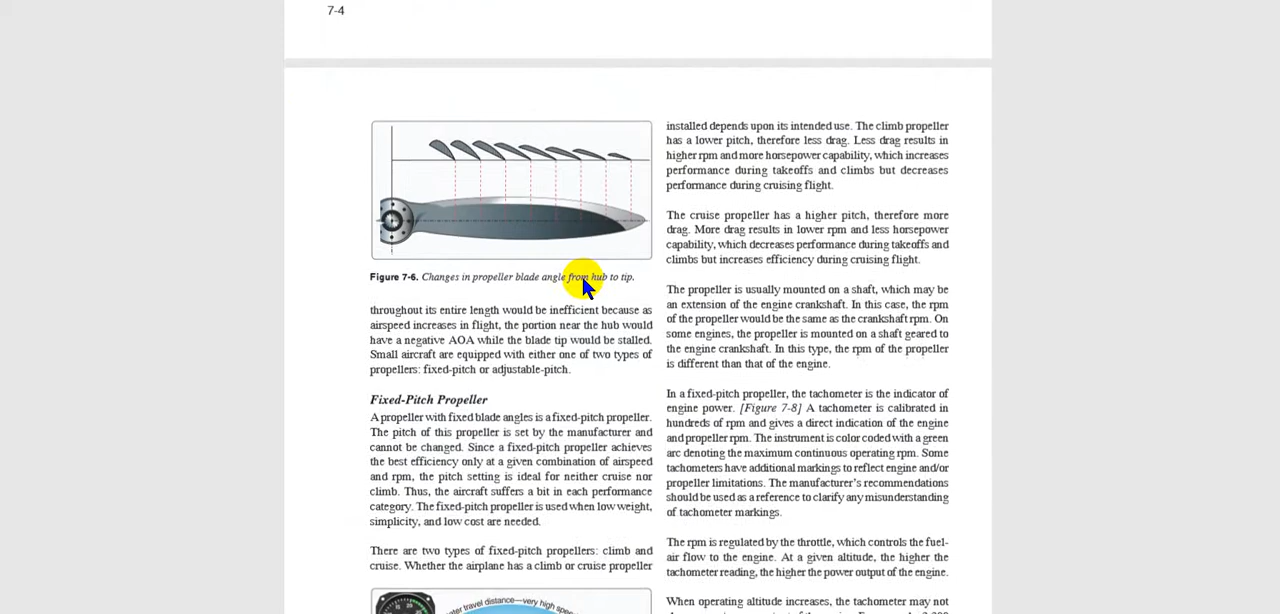 7-4
Figure 7-6. Changes in propeller blade angle from hub to tip.
throughout its entire length would be inefficient because as
airspeed increases in flight, the portion near the hub would
have a negative AOA while the blade tip would be stalled.
Small aircraft are equipped with either one of two types of
propellers: fixed-pitch or adjustable-pitch.
Fixed-Pitch Propeller
A propeller with fixed blade angles is a fixed-pitch propeller.
The pitch of this propeller is set by the manufacturer and
cannot be changed. Since a fixed-pitch propeller achieves
the best efficiency only at a given combination of airspeed
and rpm, the pitch setting is ideal for neither cruise nor
climb. Thus, the aircraft suffers a bit in each performance
category. The fixed-pitch propeller is used when low weight,
simplicity, and low cost are needed.
There are two types of fixed-pitch propellers: climb and
cruise. Whether the airplane has a climb or cruise propeller
travel distance—very high
installed depends upon its intended use. The climb propeller
has a lower pitch, therefore less drag. Less drag results in
higher rpm and more horsepower capability, which increases
performance during takeoffs and climbs but decreases
performance during cruising flight.
The cruise propeller has a higher pitch, therefore more
drag. More drag results in lower rpm and less horsepower
capability, which decreases performance during takeoffs and
climbs but increases efficiency during cruising flight.
The propeller is usually mounted on a shaft, which may be
an extension of the engine crankshaft. In this case, the rpm
of the propeller would be the same as the crankshaft rpm. On
some engines, the propeller is mounted on a shaft geared to
the engine crankshaft. In this type, the rpm of the propeller
is different than that of the engine.
In a fixed-pitch propeller, the tachometer is the indicator of
engine power. [Figure 7-8] A tachometer is calibrated in
hundreds of rpm and gives a direct indication of the engine
and propeller rpm. The instrument is color coded with a green
arc denoting the maximum continuous operating rpm. Some
tachometers have additional markings to reflect engine and/or
propeller limitations. The manufacturer's recommendations
should be used as a reference to clarify any misunderstanding
of tachometer markings.
The rpm is regulated by the throttle, which controls the fuel-
air flow to the engine. At a given altitude, the higher the
tachometer reading, the higher the power output of the engine.
When operating altitude increases, the tachometer may not